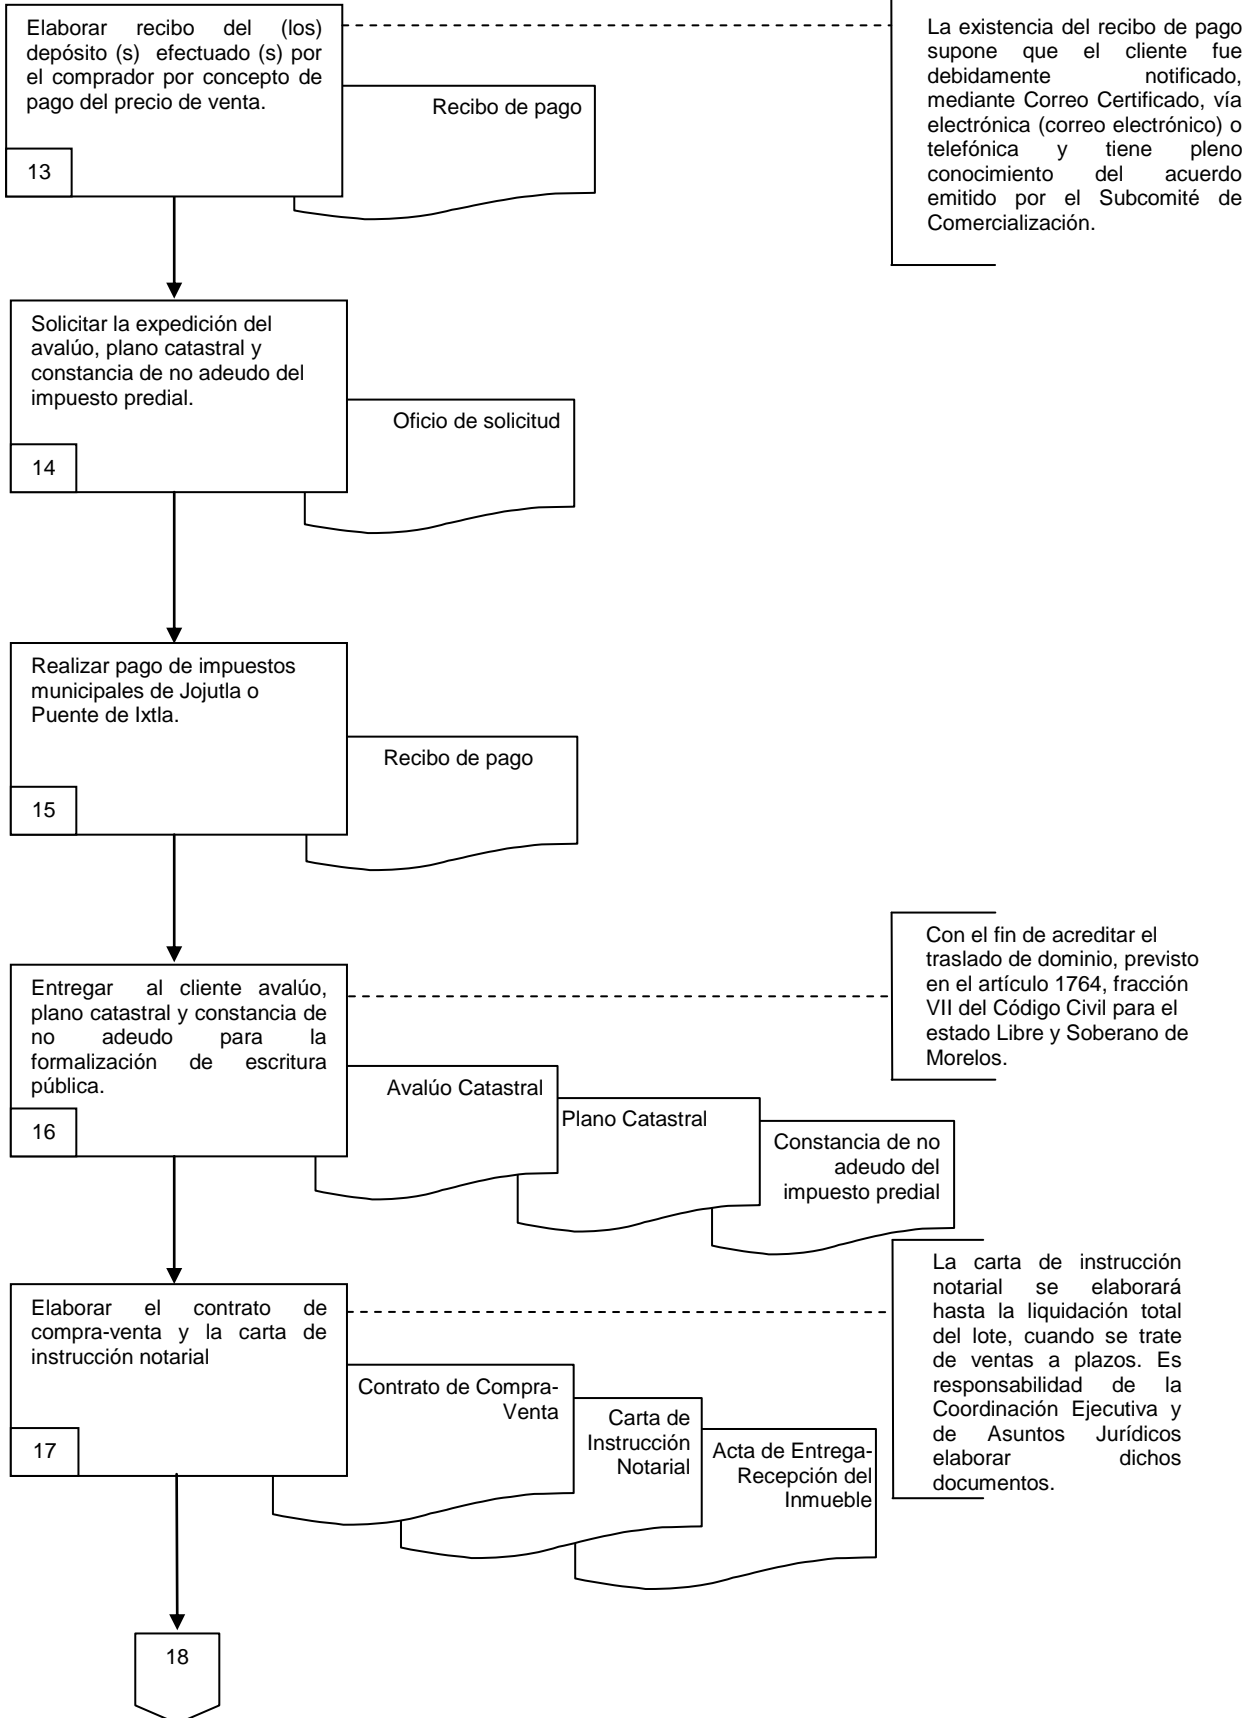 Elaborar recibo del (los)
depósito (s) efectuado (s) por
el comprador por concepto de
pago del precio de venta.
13
Recibo de pago
La existencia del recibo de pago
supone que el cliente fue
debidamente notificado,
mediante Correo Certificado, vía
electrónica (correo electrónico) o
telefónica y tiene pleno
conocimiento del acuerdo
emitido por el Subcomité de
Comercialización.
Solicitar la expedición del
avalúo, plano catastral y
constancia de no adeudo del
impuesto predial.
14
Oficio de solicitud
Realizar pago de impuestos
municipales de Jojutla o
Puente de Ixtla.
15
Recibo de pago
Entregar al cliente avalúo,
plano catastral y constancia de
no adeudo para la
formalización de escritura
pública.
16
Avalúo Catastral
Plano Catastral
Constancia de no
adeudo del
impuesto predial
Con el fin de acreditar el
traslado de dominio, previsto
en el artículo 1764, fracción
VII del Código Civil para el
estado Libre y Soberano de
Morelos.
Elaborar el contrato de
compra-venta y la carta de
instrucción notarial
17
Contrato de Compra-
Venta
Carta de
Instrucción
Notarial
Acta de Entrega-
Recepción del
Inmueble
La carta de instrucción
notarial se elaborará
hasta la liquidación total
del lote, cuando se trate
de ventas a plazos. Es
responsabilidad de la
Coordinación Ejecutiva y
de Asuntos Jurídicos
elaborar dichos
documentos.
18